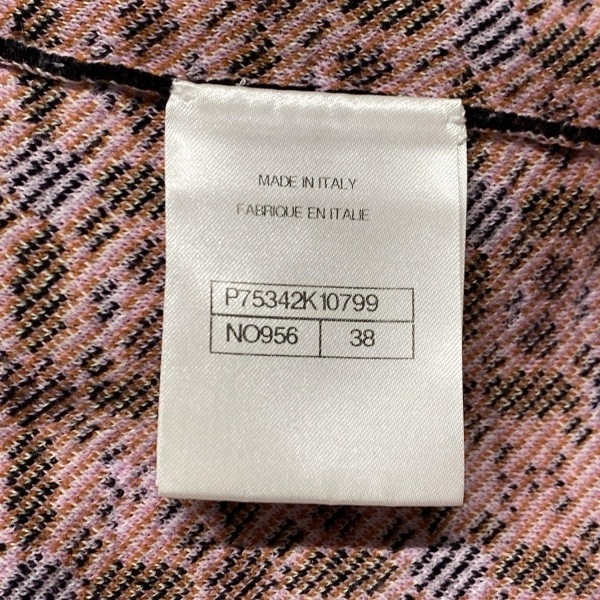 MADE IN ITALY
FABRIQUE EN ITALIE
P75342K10799
NO956 38